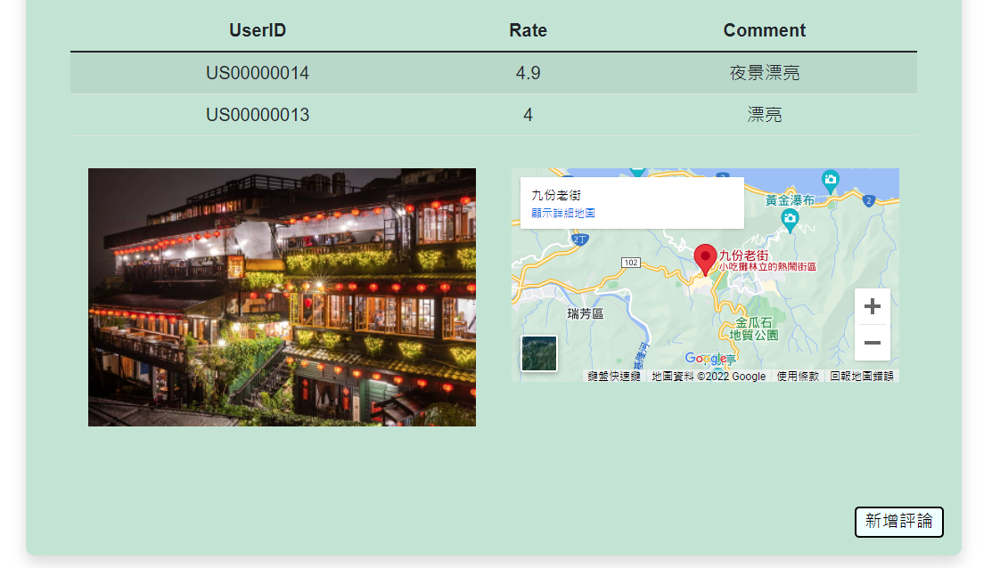 UserID Rate Comment
US00000014 4.9 夜景漂亮
US00000013 4 漂亮
九份老街
顯示詳細地圖
黃金瀑布
2
2丁
102
九份老街
小吃攤林立的熱鬧街區
瑞芳區
金瓜石
地質公園
基隆河
Google
亭
鍵盤快速鍵 地圖資料 ©2022 Google 使用條款 回報地圖錯誤
新增評論